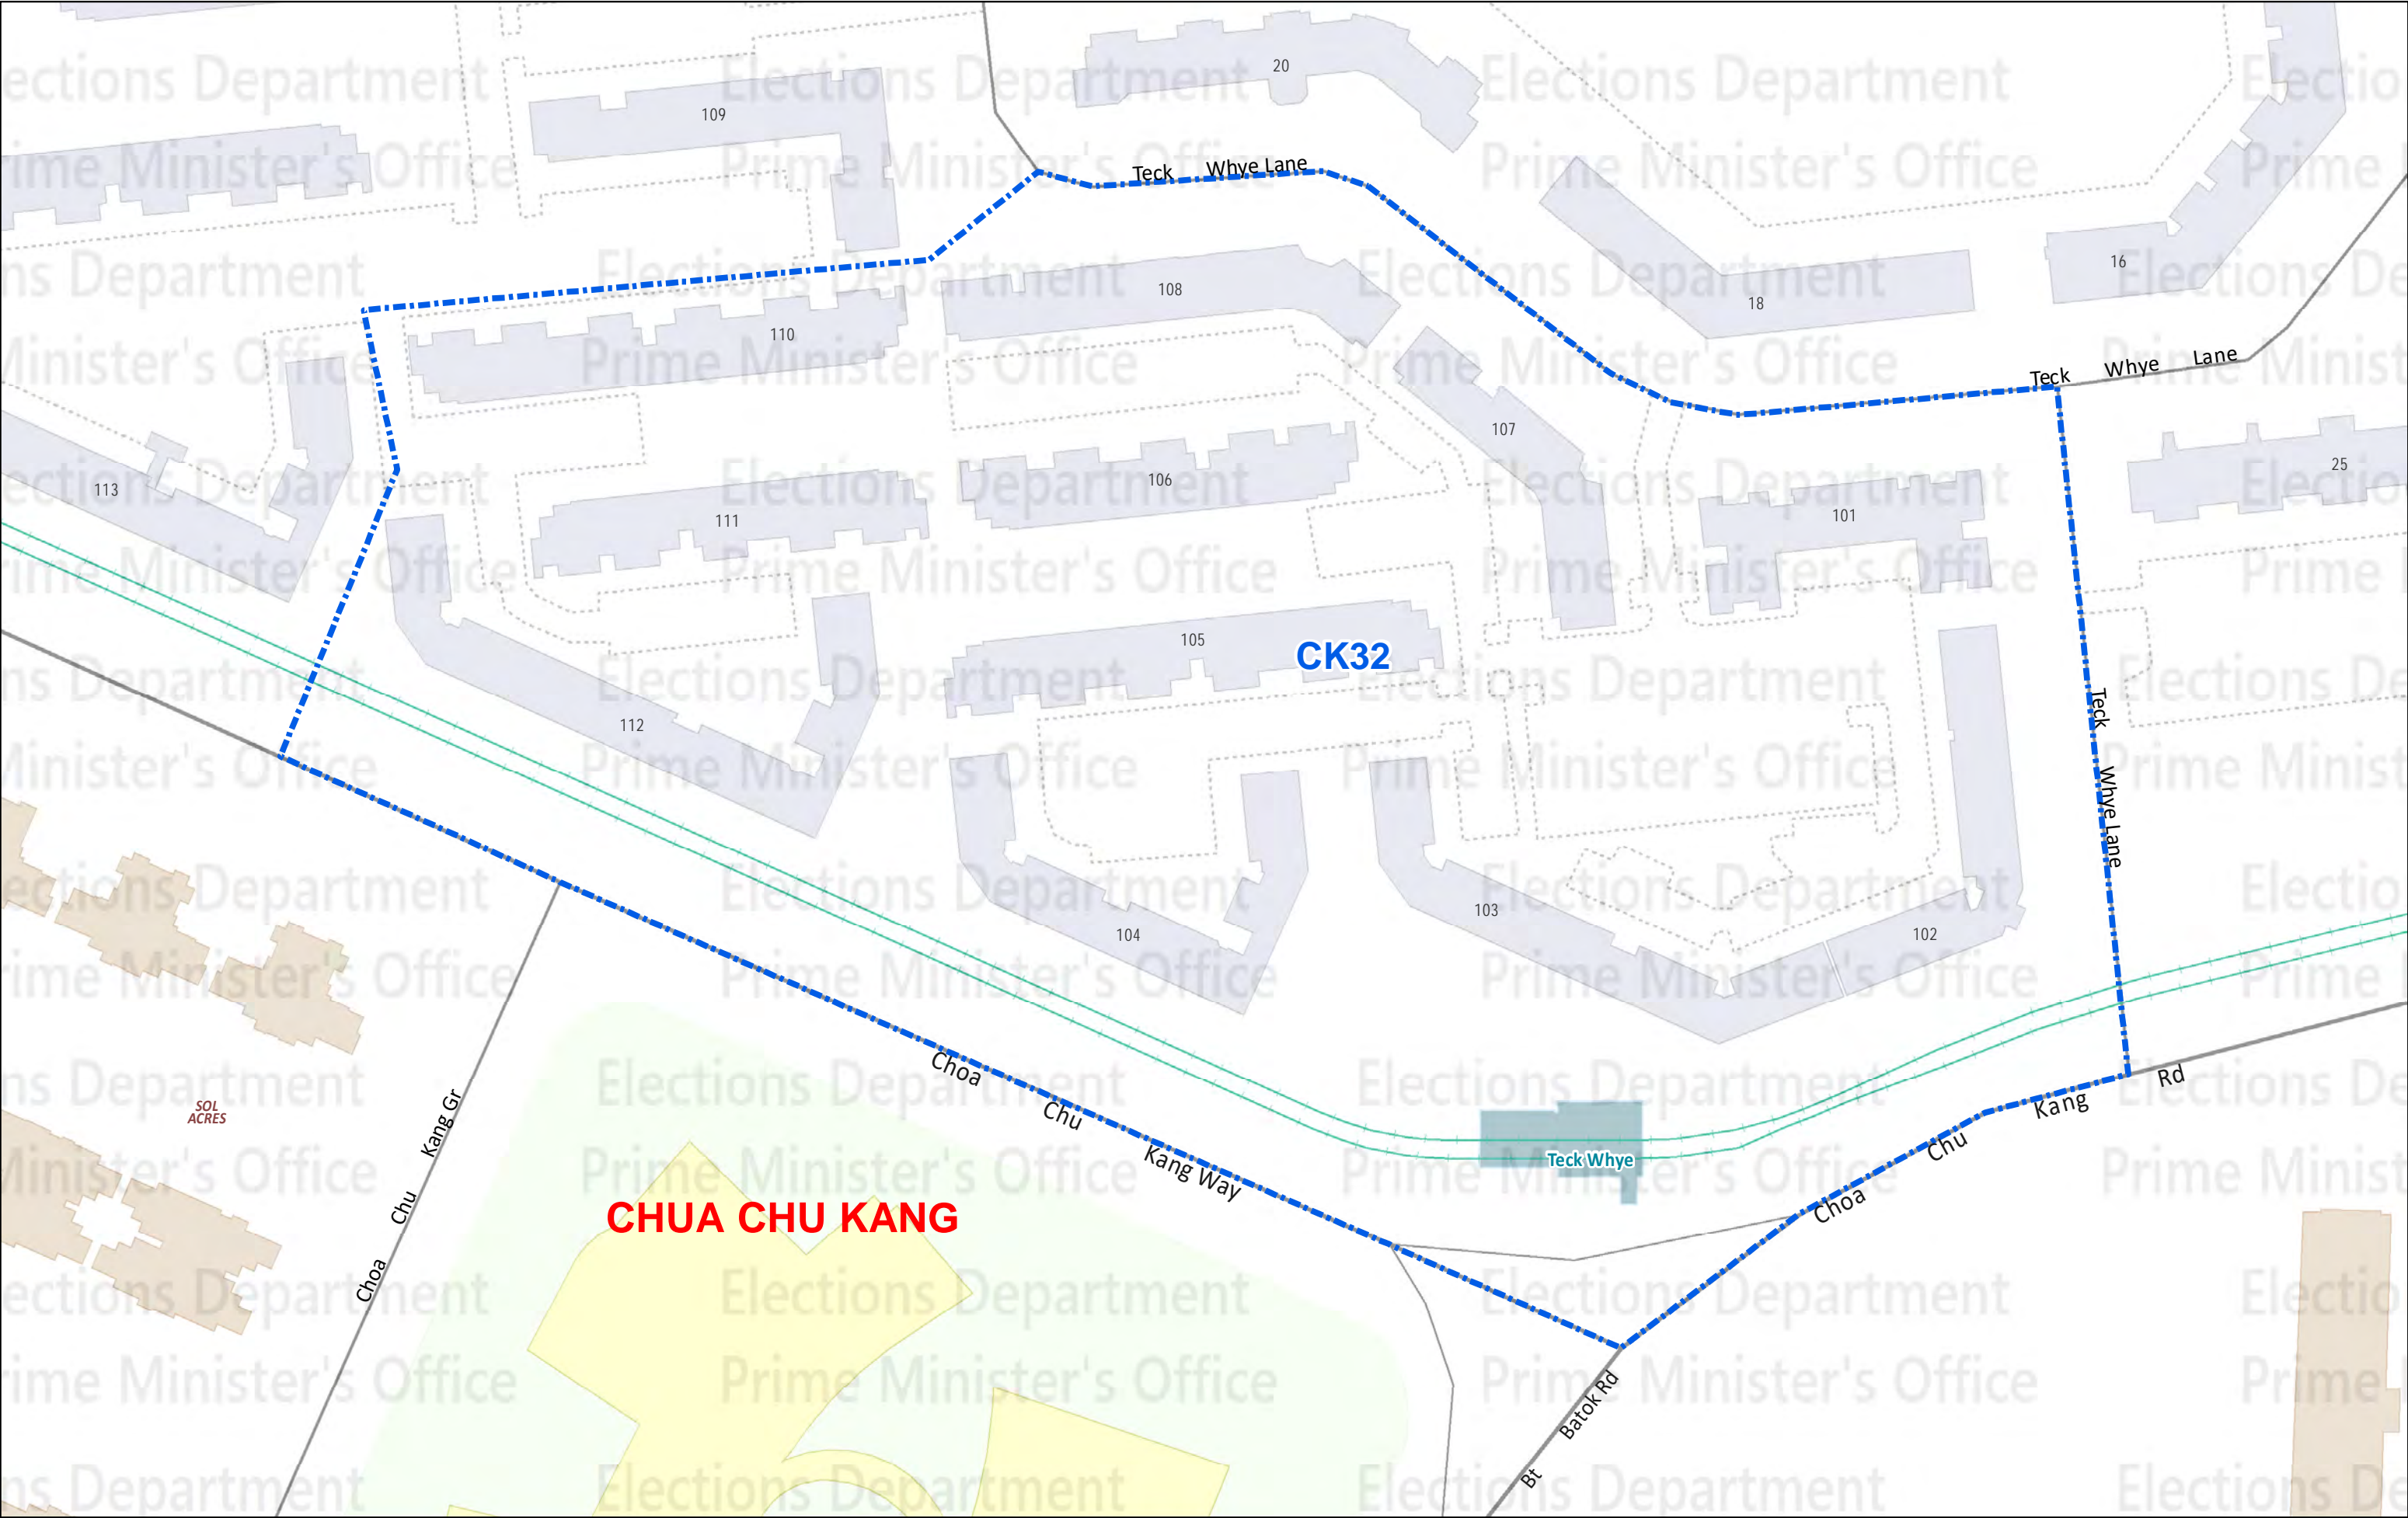 20
109
Teck Whye Lane
108
16
18
110
Teck Whye Lane
107
25
113
106
101
111
105
CK32
Teck Whye Lane
112
103
104
102
Choa Chu Kang Way
Choa Chu Kang Rd
SOL
ACRES
Choa Chu Kang Gr
Teck Whye
CHUA CHU KANG
Bt Batok Rd
Elections Department
Prime Minister's Office